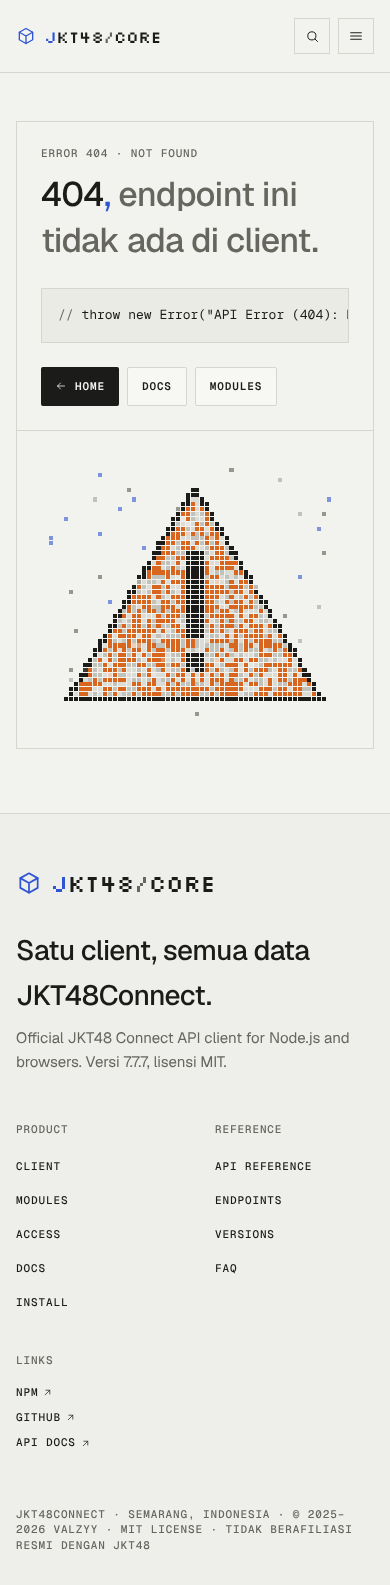 JKT48/CORE
ERROR 404 · NOT FOUND
404, endpoint ini
tidak ada di client.
// throw new Error("API Error (404):
← HOME
DOCS
MODULES
JKT48/CORE
Satu client, semua data
JKT48Connect.
Official JKT48 Connect API client for Node.js and
browsers. Versi 7.7.7, lisensi MIT.
PRODUCT
CLIENT
MODULES
ACCESS
DOCS
INSTALL
REFERENCE
API REFERENCE
ENDPOINTS
VERSIONS
FAQ
LINKS
NPM ↗
GITHUB ↗
API DOCS ↗
JKT48CONNECT · SEMARANG, INDONESIA · © 2025–
2026 VALZYY · MIT LICENSE · TIDAK BERAFILIASI
RESMI DENGAN JKT48